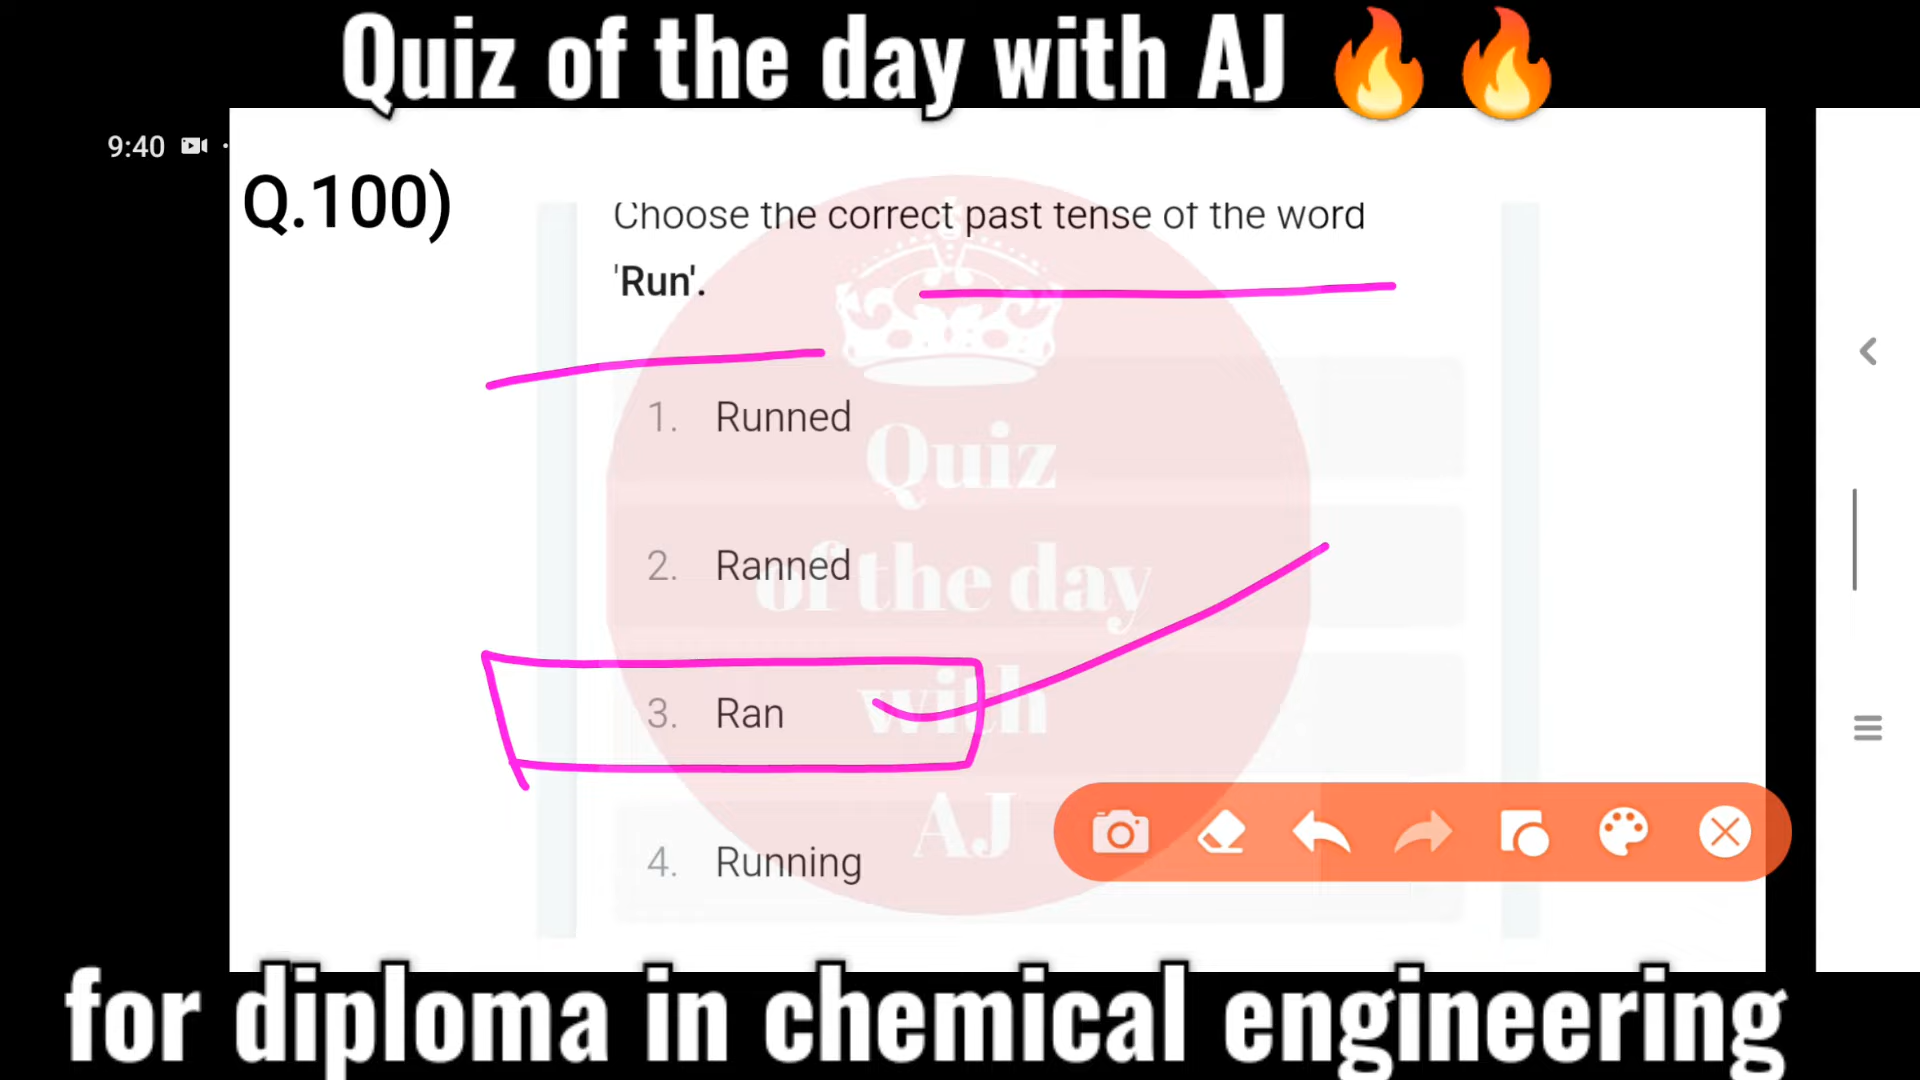 Quiz of the day with AJ 🔥🔥
9:40
Q.100)
Choose the correct past tense of the word
'Run'.
1. Runned
2. Ranned
3. Ran
4. Running
Quiz
of the day
with
AJ
for diploma in chemical engineering